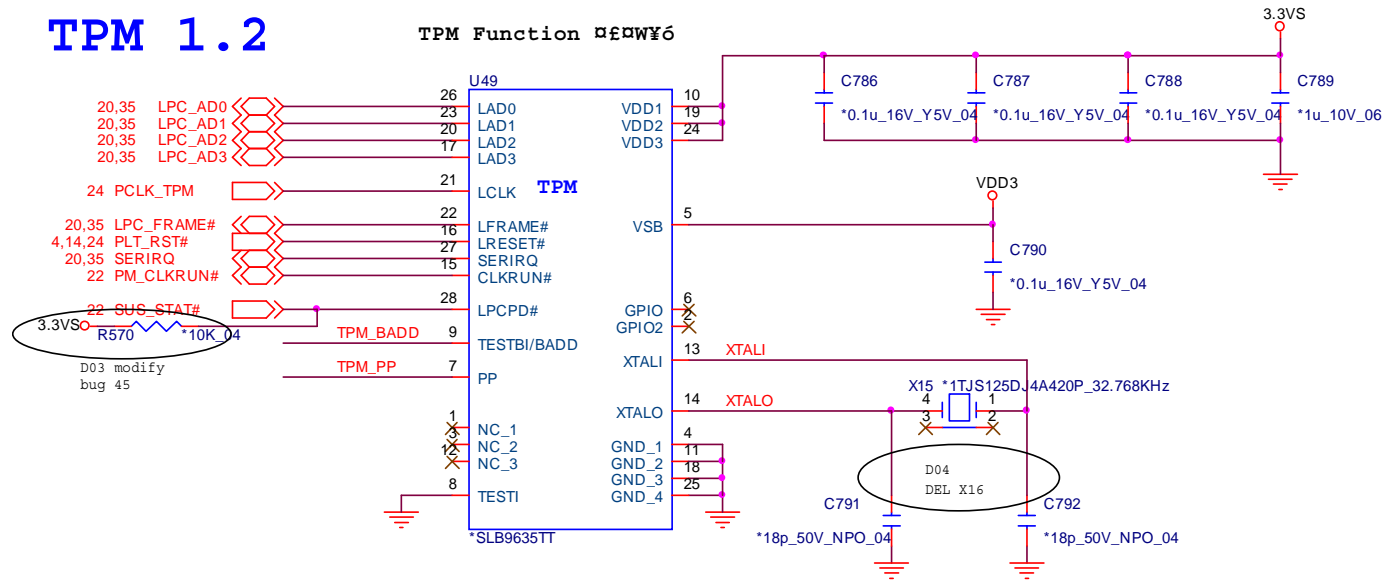 TPM 1.2
TPM Function ¤£¤W¥ó
3.3VS
U49
C786
C787
C788
C789
*0.1u_16V_Y5V_04
*0.1u_16V_Y5V_04
*0.1u_16V_Y5V_04
*1u_10V_06
20,35 LPC_AD0
26
LAD0
20,35 LPC_AD1
23
LAD1
20,35 LPC_AD2
20
LAD2
20,35 LPC_AD3
17
LAD3
10
VDD1
19
VDD2
24
VDD3
24 PCLK_TPM
21
LCLK
TPM
VDD3
20,35 LPC_FRAME#
22
LFRAME#
5
VSB
4,14,24 PLT_RST#
16
LRESET#
20,35 SERIRQ
27
SERIRQ
22 PM_CLKRUN#
15
CLKRUN#
C790
*0.1u_16V_Y5V_04
22 SUS_STAT#
28
LPCPD#
6
GPIO
2
GPIO2
3.3VS
R570
*10K_04
TPM_BADD
9
TESTBI/BADD
D03 modify
bug 45
TPM_PP
7
PP
13
XTALI
XTALI
X15 *1TJS125DJ4A420P_32.768KHz
4
1
3
2
14
XTALO
XTALO
1
NC_1
3
NC_2
12
NC_3
8
TESTI
4
GND_1
11
GND_2
18
GND_3
25
GND_4
D04
DEL X16
C791
C792
*18p_50V_NPO_04
*18p_50V_NPO_04
*SLB9635TT